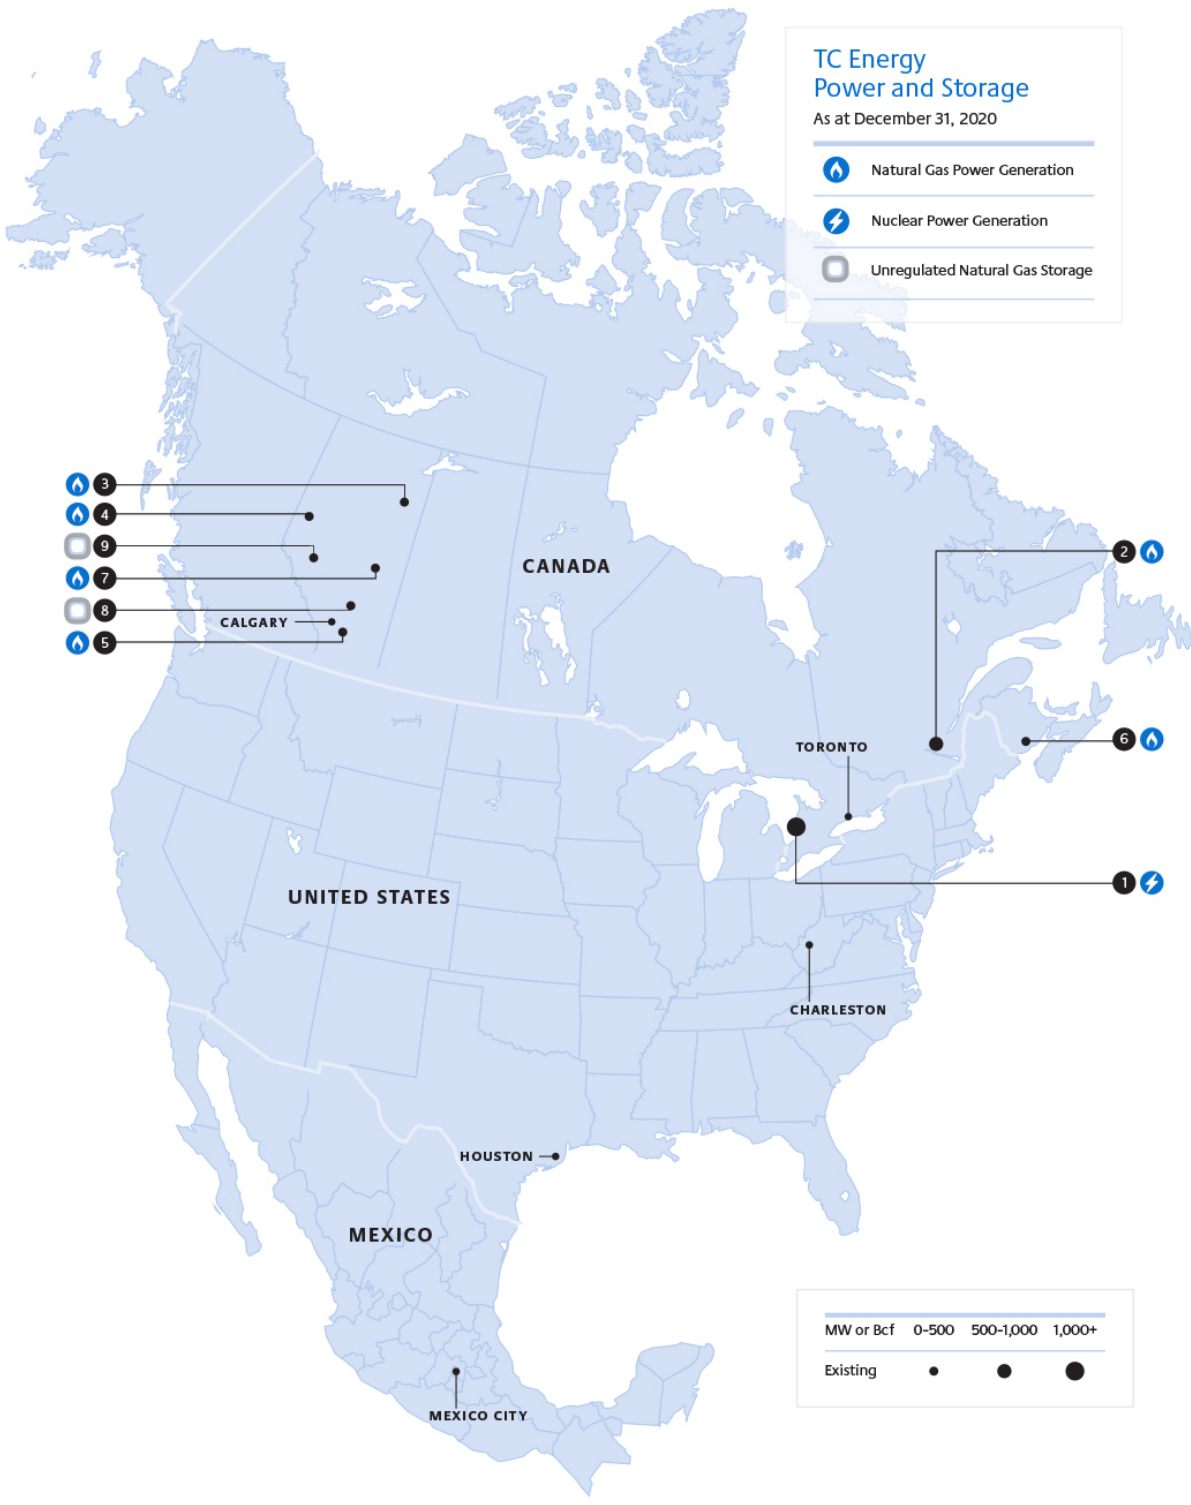 TC Energy
Power and Storage
As at December 31, 2020
Natural Gas Power Generation
Nuclear Power Generation
Unregulated Natural Gas Storage
3
4
9
7
8
5
CALGARY
CANADA
2
6
TORONTO
1
UNITED STATES
CHARLESTON
HOUSTON
MEXICO
MEXICO CITY
MW or Bcf 0-500 500-1,000 1,000+
Existing